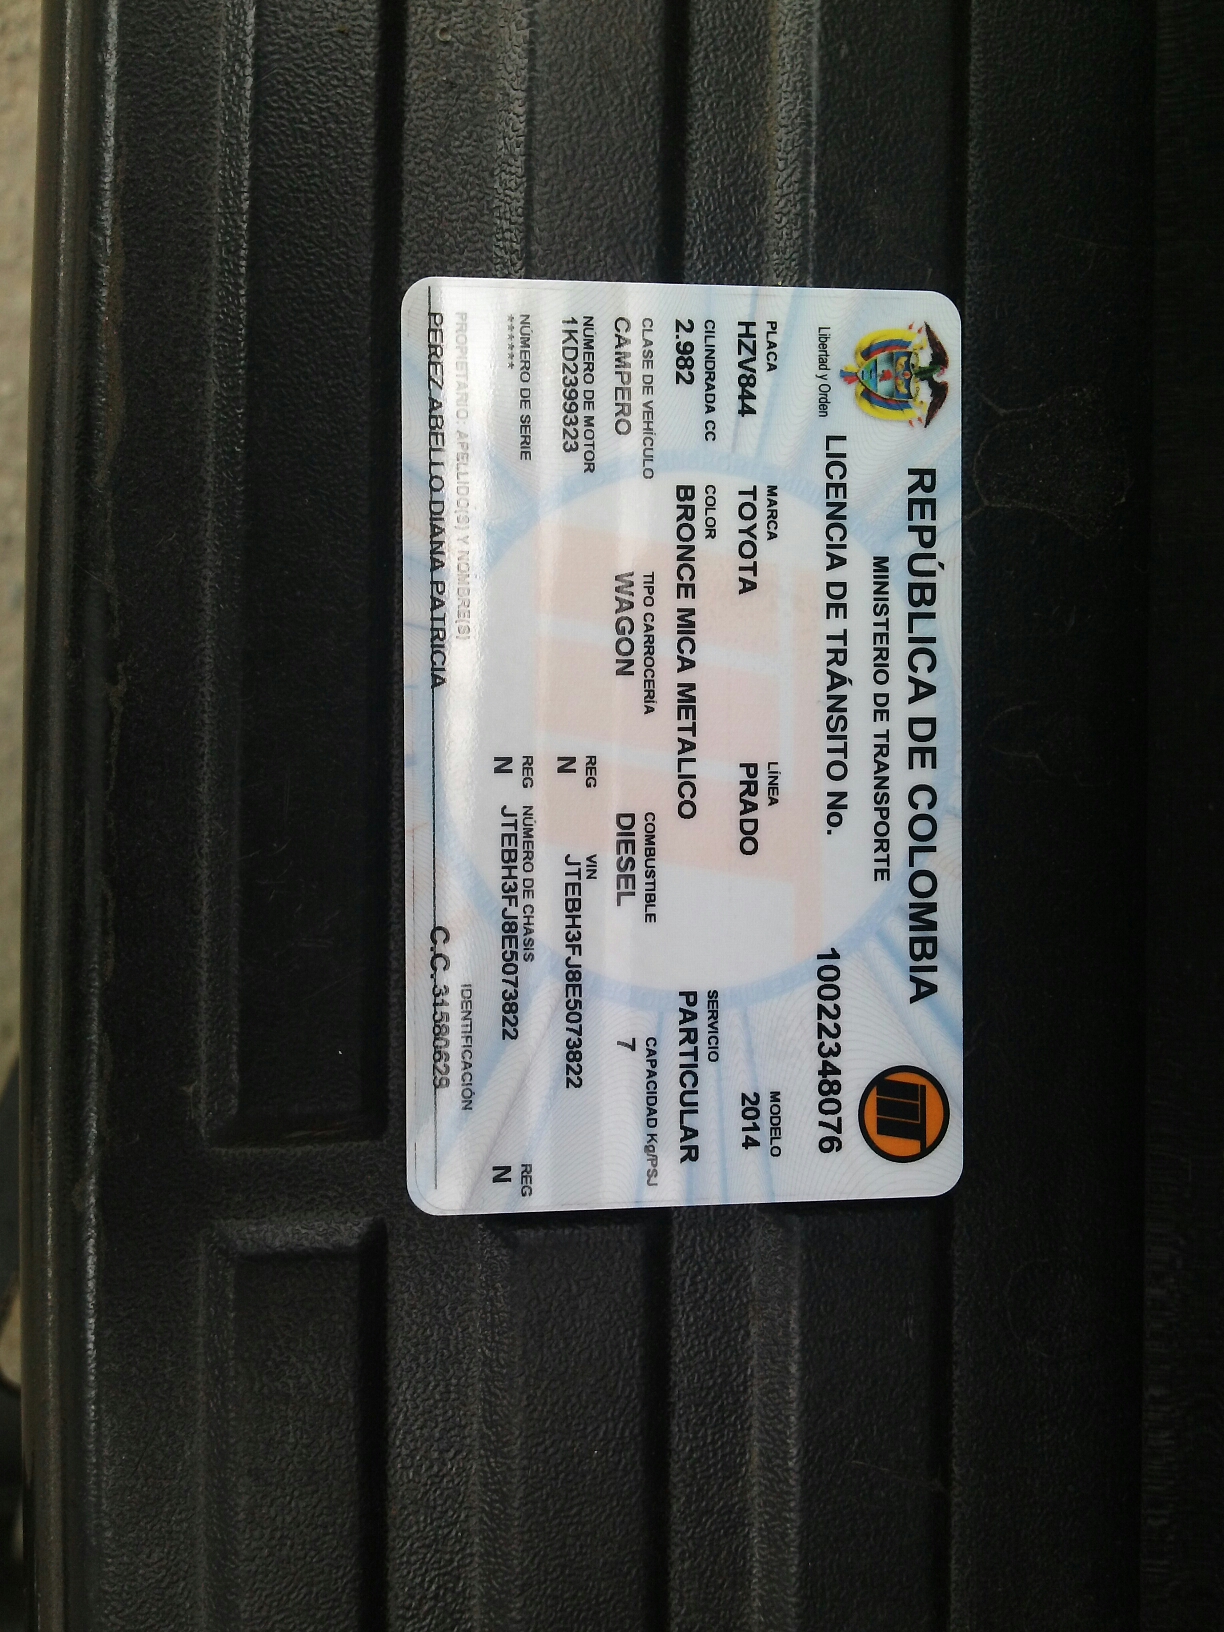 REPÚBLICA DE COLOMBIA
MINISTERIO DE TRANSPORTE
Libertad y Orden
LICENCIA DE TRÁNSITO No. 10022348076
PLACA MARCA LÍNEA MODELO
HZV844 TOYOTA PRADO 2014
CILINDRADA CC COLOR SERVICIO
2.982 BRONCE MICA METALICO PARTICULAR
CLASE DE VEHÍCULO TIPO CARROCERÍA COMBUSTIBLE CAPACIDAD Kg/PSJ
CAMPERO WAGON DIESEL 7
NÚMERO DE MOTOR REG VIN
1KD2399323 N JTEBH3FJ8E5073822
NÚMERO DE SERIE REG NÚMERO DE CHASIS REG
****** N JTEBH3FJ8E5073822 N
PROPIETARIO: APELLIDO(S) Y NOMBRE(S) IDENTIFICACIÓN
PEREZ ABELLO DIANA PATRICIA C.C. 31580629